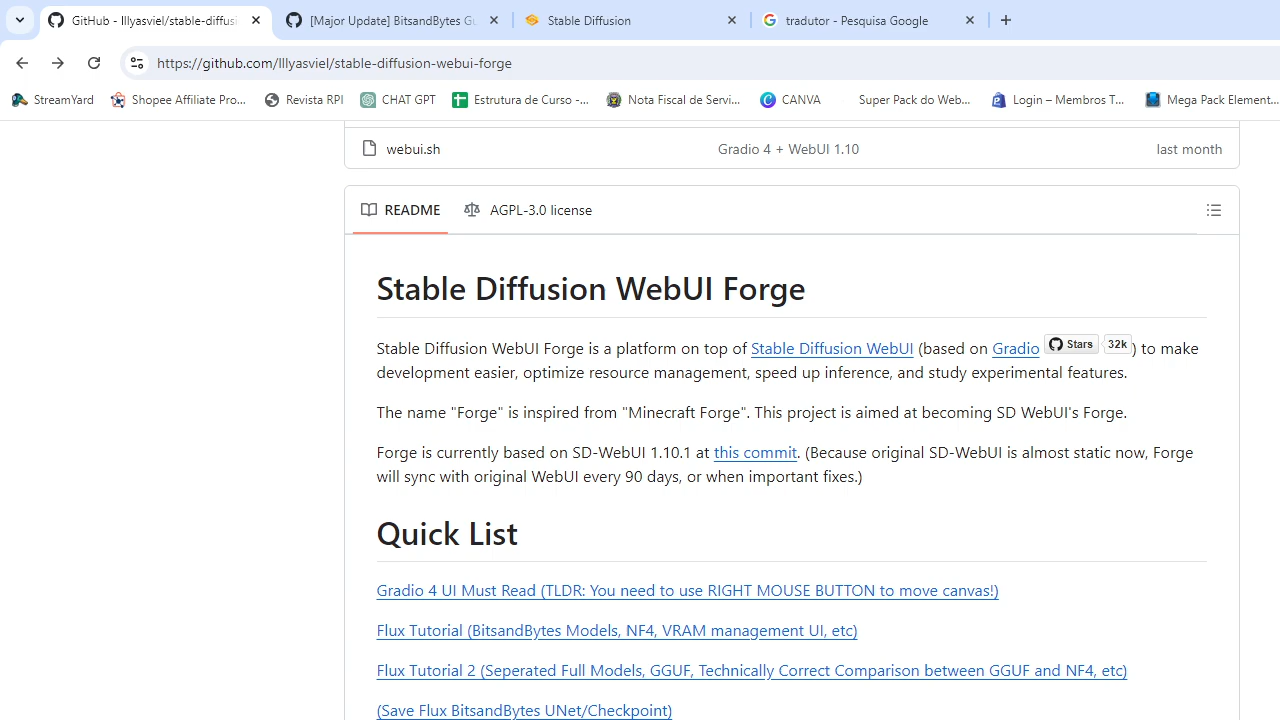 GitHub - lllyasviel/stable-diffusi
[Major Update] BitsandBytes Gu
Stable Diffusion
tradutor - Pesquisa Google
https://github.com/lllyasviel/stable-diffusion-webui-forge
StreamYard
Shopee Affiliate Pro...
Revista RPI
CHAT GPT
Estrutura de Curso -...
Nota Fiscal de Servi...
CANVA
Super Pack do Web...
Login – Membros T...
Mega Pack Element...
webui.sh
Gradio 4 + WebUI 1.10
last month
README
AGPL-3.0 license
Stable Diffusion WebUI Forge
Stable Diffusion WebUI Forge is a platform on top of Stable Diffusion WebUI (based on Gradio Stars 32k) to make
development easier, optimize resource management, speed up inference, and study experimental features.
The name "Forge" is inspired from "Minecraft Forge". This project is aimed at becoming SD WebUI's Forge.
Forge is currently based on SD-WebUI 1.10.1 at this commit. (Because original SD-WebUI is almost static now, Forge
will sync with original WebUI every 90 days, or when important fixes.)
Quick List
Gradio 4 UI Must Read (TLDR: You need to use RIGHT MOUSE BUTTON to move canvas!)
Flux Tutorial (BitsandBytes Models, NF4, VRAM management UI, etc)
Flux Tutorial 2 (Seperated Full Models, GGUF, Technically Correct Comparison between GGUF and NF4, etc)
(Save Flux BitsandBytes UNet/Checkpoint)